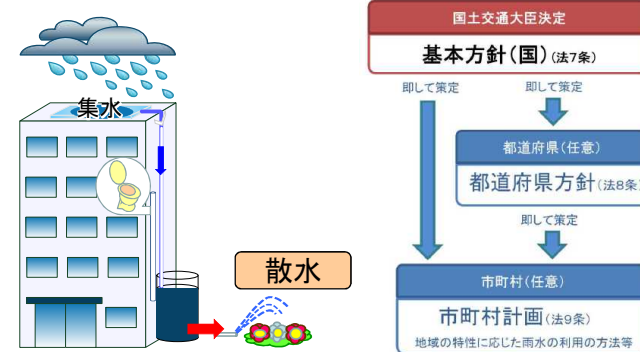 集水
散水
国土交通大臣決定
基本方針(国)(法7条)
即して策定
即して策定
都道府県(任意)
都道府県方針(法8条)
即して策定
市町村(任意)
市町村計画(法9条)
地域の特性に応じた雨水の利用の方法等